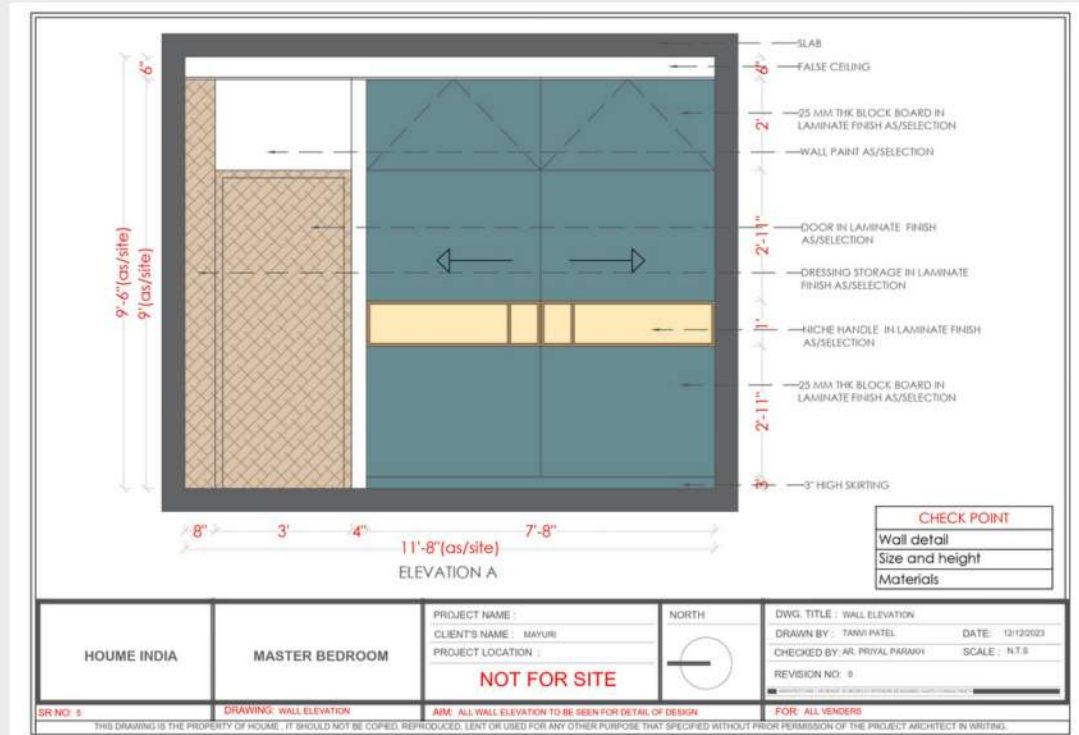 SLAB
6"
6"
FALSE CEILING
25 MM THK BLOCK BOARD IN
LAMINATE FINISH AS/SELECTION
2'
WALL PAINT AS/SELECTION
2'-11"
DOOR IN LAMINATE FINISH
AS/SELECTION
9'-6"(as/site)
9'(as/site)
DRESSING STORAGE IN LAMINATE
FINISH AS/SELECTION
1'
NICHE HANDLE IN LAMINATE FINISH
AS/SELECTION
25 MM THK BLOCK BOARD IN
LAMINATE FINISH AS/SELECTION
2'-11"
3"
3" HIGH SKIRTING
8"
3'
4"
7'-8"
11'-8"(as/site)
ELEVATION A
CHECK POINT
Wall detail
Size and height
Materials
HOUME INDIA
MASTER BEDROOM
PROJECT NAME :
CLIENT'S NAME : MAYURI
PROJECT LOCATION :
NOT FOR SITE
NORTH
DWG. TITLE : WALL ELEVATION
DRAWN BY : TANVI PATEL DATE: 12/12/2023
CHECKED BY: AR. PRIYAL PARAKH SCALE : N.T.S
REVISION NO: 0
SR NO: 5
DRAWING: WALL ELEVATION
AIM: ALL WALL ELEVATION TO BE SEEN FOR DETAIL OF DESIGN
FOR: ALL VENDERS
THIS DRAWING IS THE PROPERTY OF HOUME , IT SHOULD NOT BE COPIED, REPRODUCED, LENT OR USED FOR ANY OTHER PURPOSE THAT SPECIFIED WITHOUT PRIOR PERMISSION OF THE PROJECT ARCHITECT IN WRITING.